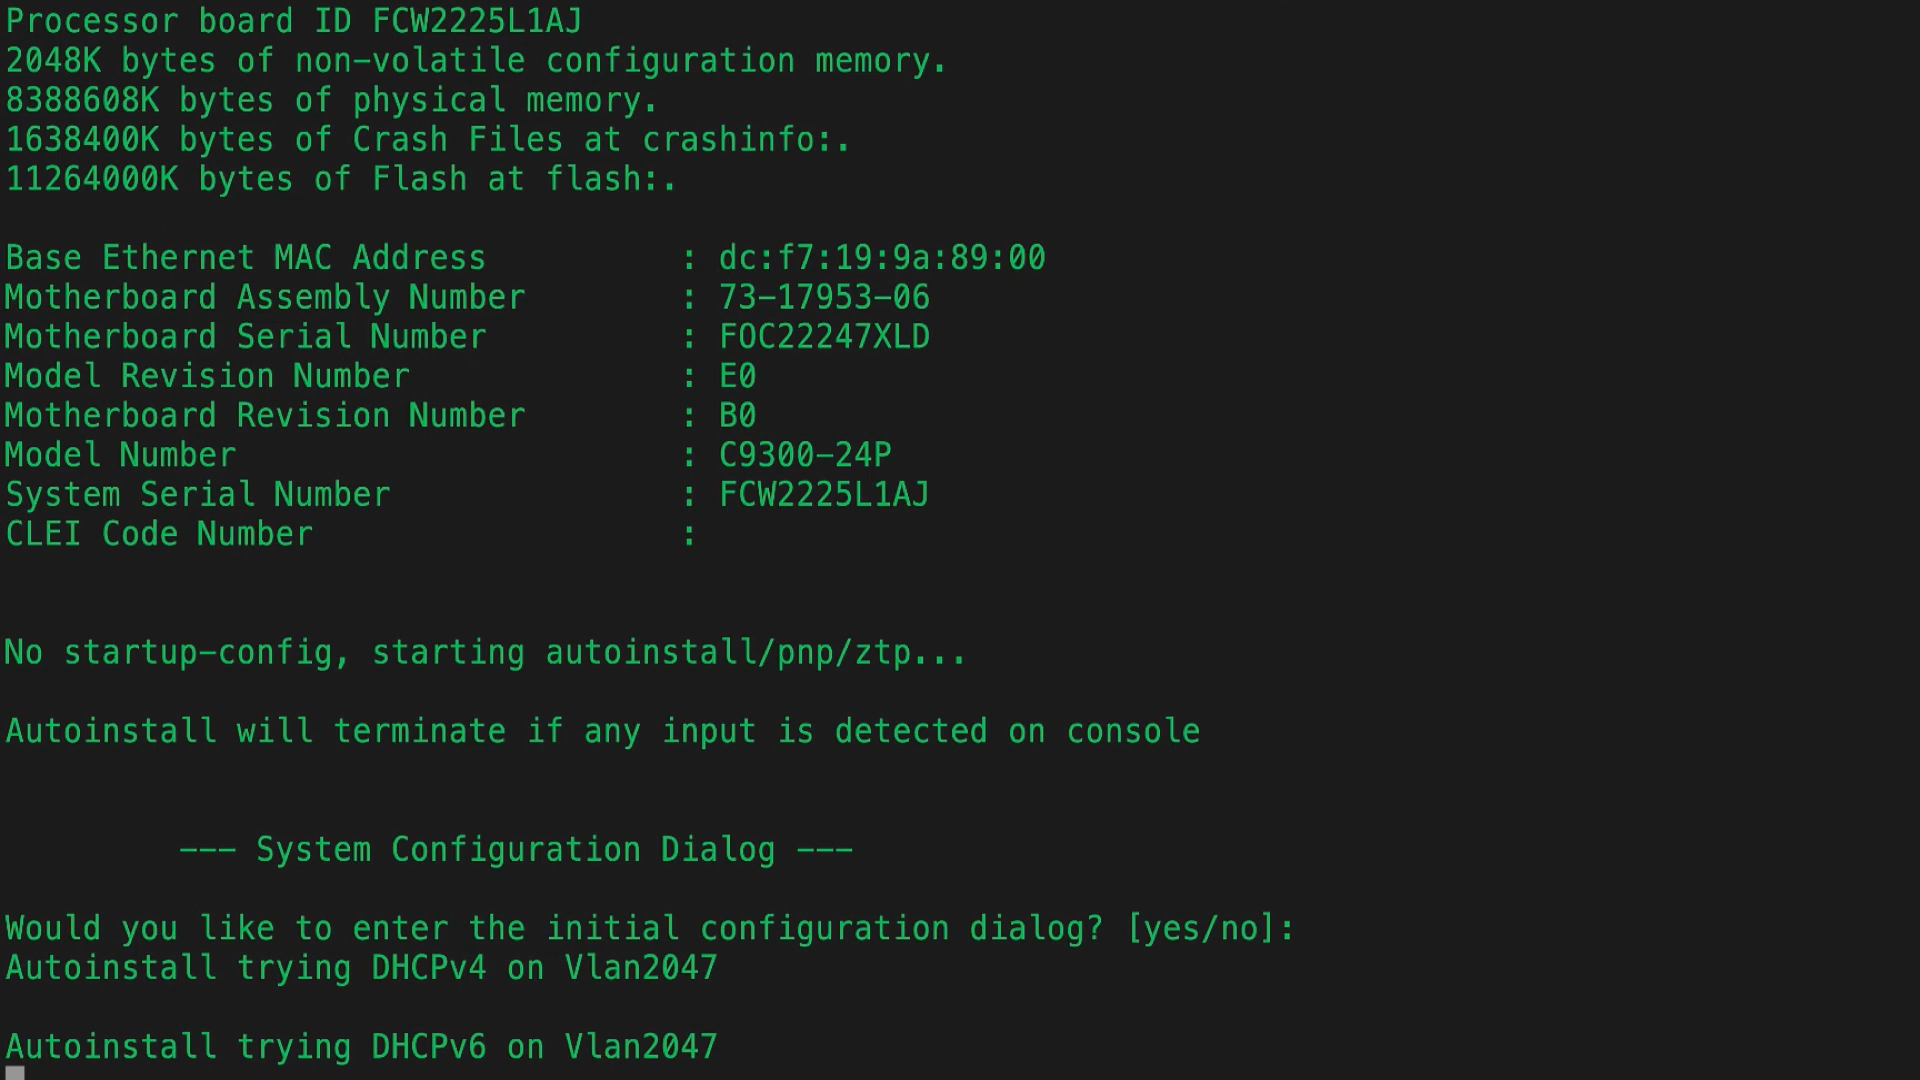 Processor board ID FCW2225L1AJ
2048K bytes of non-volatile configuration memory.
8388608K bytes of physical memory.
1638400K bytes of Crash Files at crashinfo:.
11264000K bytes of Flash at flash:.
Base Ethernet MAC Address : dc:f7:19:9a:89:00
Motherboard Assembly Number : 73-17953-06
Motherboard Serial Number : FOC22247XLD
Model Revision Number : E0
Motherboard Revision Number : B0
Model Number : C9300-24P
System Serial Number : FCW2225L1AJ
CLEI Code Number :
No startup-config, starting autoinstall/pnp/ztp...
Autoinstall will terminate if any input is detected on console
--- System Configuration Dialog ---
Would you like to enter the initial configuration dialog? [yes/no]:
Autoinstall trying DHCPv4 on Vlan2047
Autoinstall trying DHCPv6 on Vlan2047